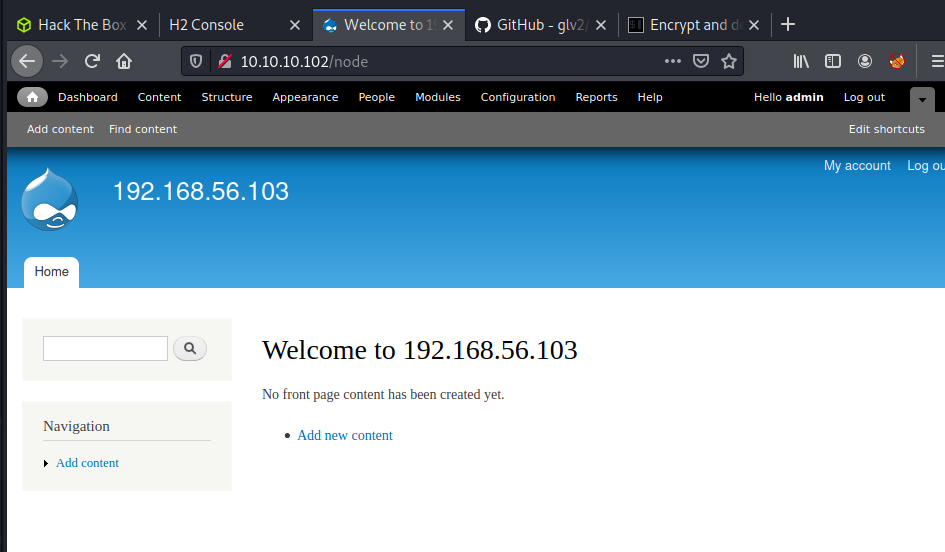 Hack The Box
H2 Console
Welcome to 19
GitHub - glv2/
Encrypt and de
10.10.10.102/node
Dashboard Content Structure Appearance People Modules Configuration Reports Help Hello admin Log out
Add content Find content Edit shortcuts
My account Log ou
192.168.56.103
Home
Welcome to 192.168.56.103
No front page content has been created yet.
Add new content
Navigation
Add content